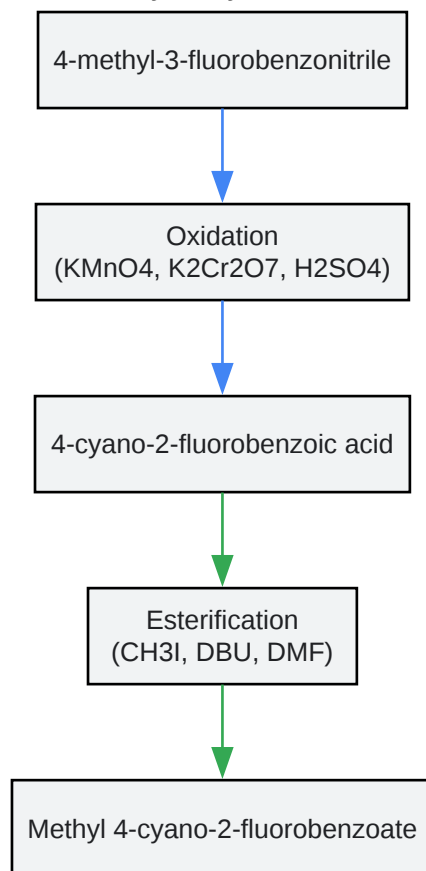 4-methyl-3-fluorobenzonitrile
Oxidation
(KMnO4, K2Cr2O7, H2SO4)
4-cyano-2-fluorobenzoic acid
Esterification
(CH3I, DBU, DMF)
Methyl 4-cyano-2-fluorobenzoate